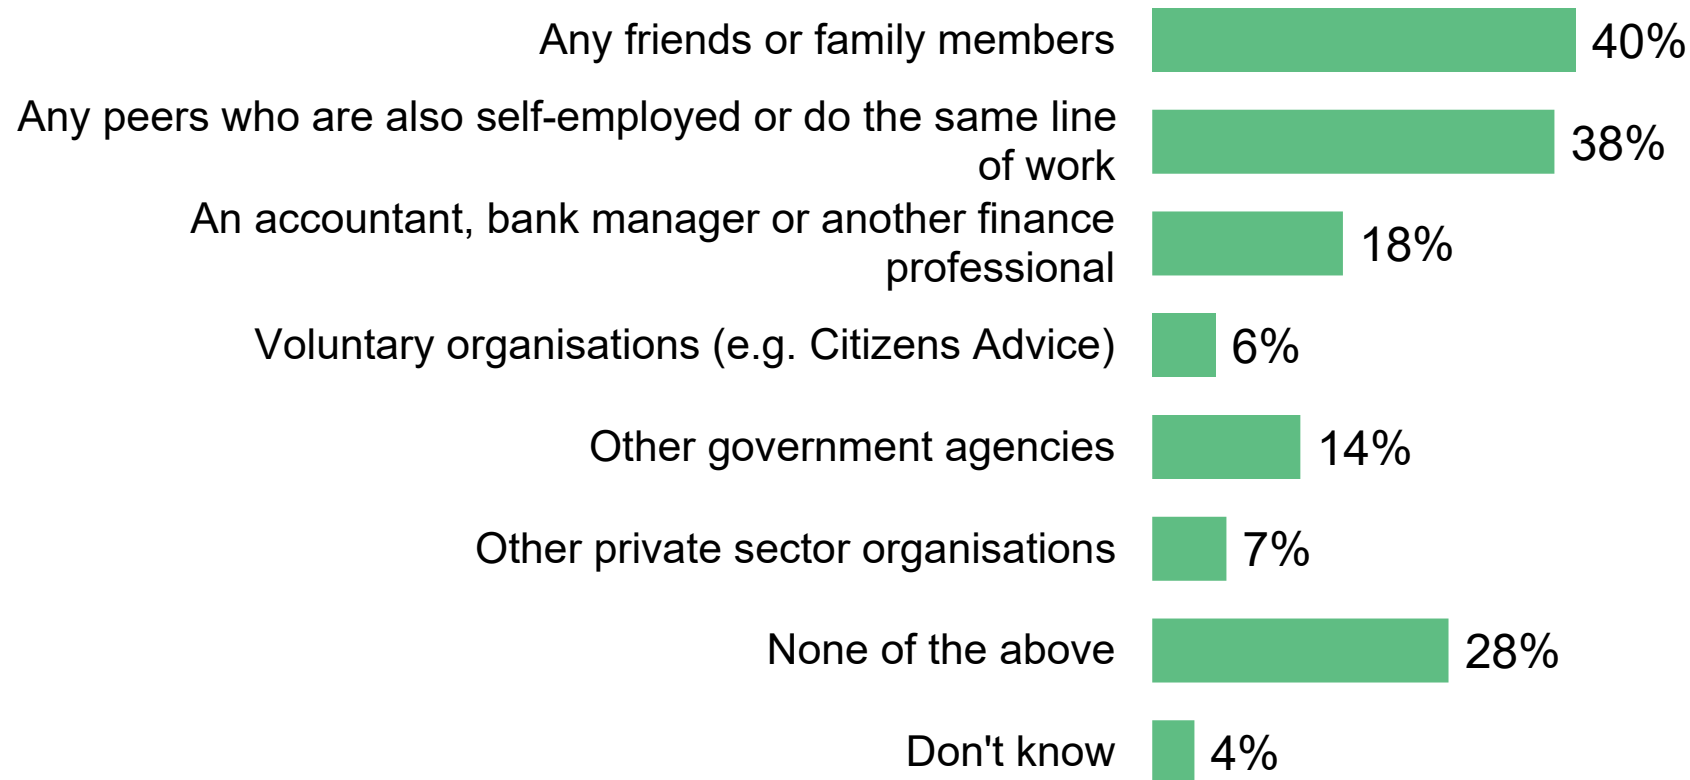 Any friends or family members 40%
Any peers who are also self-employed or do the same line
of work 38%
An accountant, bank manager or another finance
professional 18%
Voluntary organisations (e.g. Citizens Advice) 6%
Other government agencies 14%
Other private sector organisations 7%
None of the above 28%
Don't know 4%